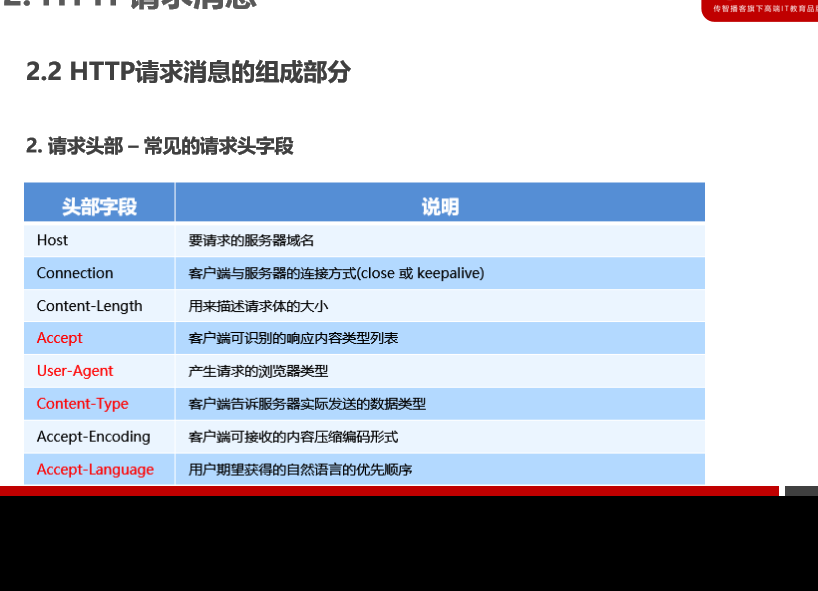 2. HTTP请求消息
传智播客旗下高端IT教育品牌
2.2 HTTP请求消息的组成部分
2. 请求头部 – 常见的请求头字段
头部字段 说明
Host 要请求的服务器域名
Connection 客户端与服务器的连接方式(close 或 keepalive)
Content-Length 用来描述请求体的大小
Accept 客户端可识别的响应内容类型列表
User-Agent 产生请求的浏览器类型
Content-Type 客户端告诉服务器实际发送的数据类型
Accept-Encoding 客户端可接收的内容压缩编码形式
Accept-Language 用户期望获得的自然语言的优先顺序